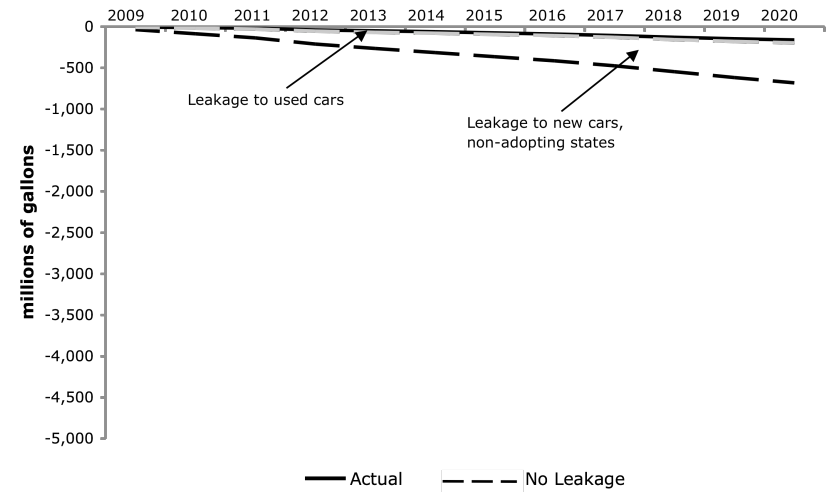 2009 2010 2011 2012 2013 2014 2015 2016 2017 2018 2019 2020
0
-500
-1,000
-1,500
-2,000
-2,500
-3,000
-3,500
-4,000
-4,500
-5,000
millions of gallons
Leakage to used cars
Leakage to new cars,
non-adopting states
Actual No Leakage